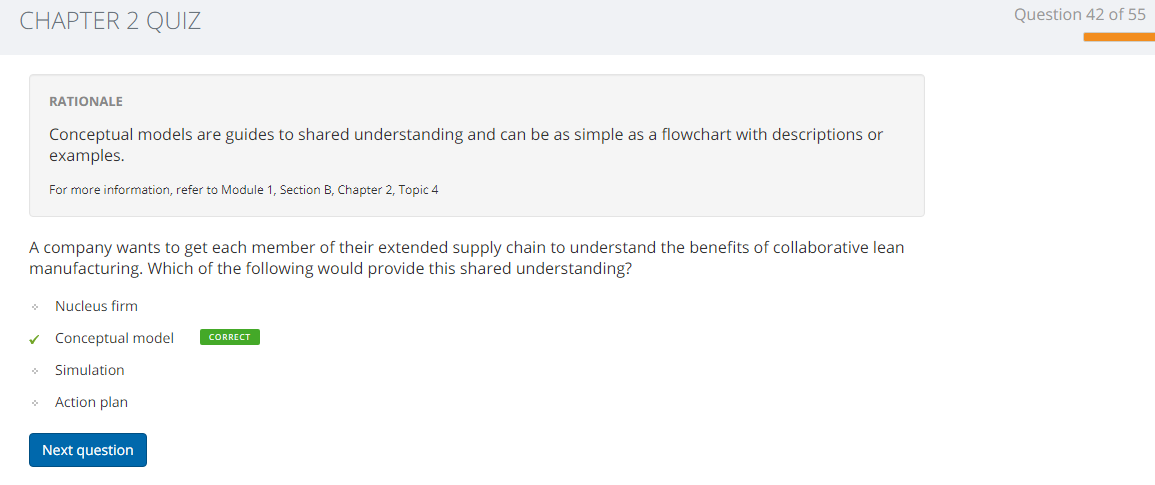 CHAPTER 2 QUIZ
Question 42 of 55
RATIONALE
Conceptual models are guides to shared understanding and can be as simple as a flowchart with descriptions or
examples.
For more information, refer to Module 1, Section B, Chapter 2, Topic 4
A company wants to get each member of their extended supply chain to understand the benefits of collaborative lean
manufacturing. Which of the following would provide this shared understanding?
Nucleus firm
Conceptual model CORRECT
Simulation
Action plan
Next question